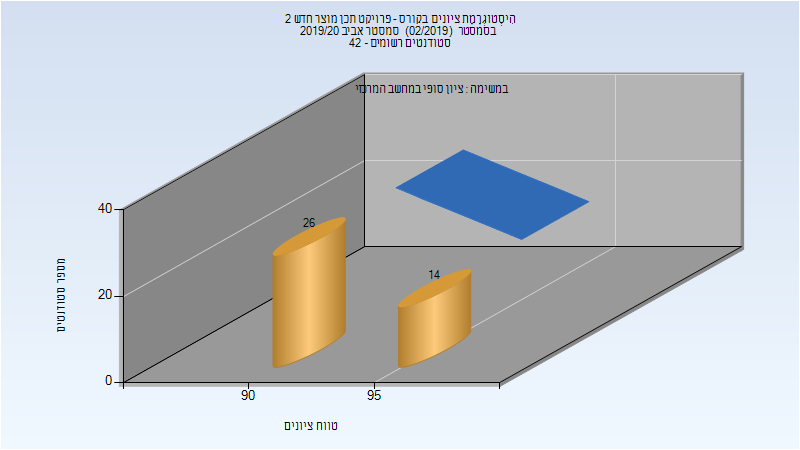 היסטוגרמת ציונים בקורס - פרויקט תכן מוצר חדש 2
בסמסטר (02/2019) סמסטר אביב 2019/20
סטודנטים רשומים - 42
במשימה : ציון סופי במחשב המרכזי
40
26
14
20
מספר סטודנטים
0
90
95
טווח ציונים